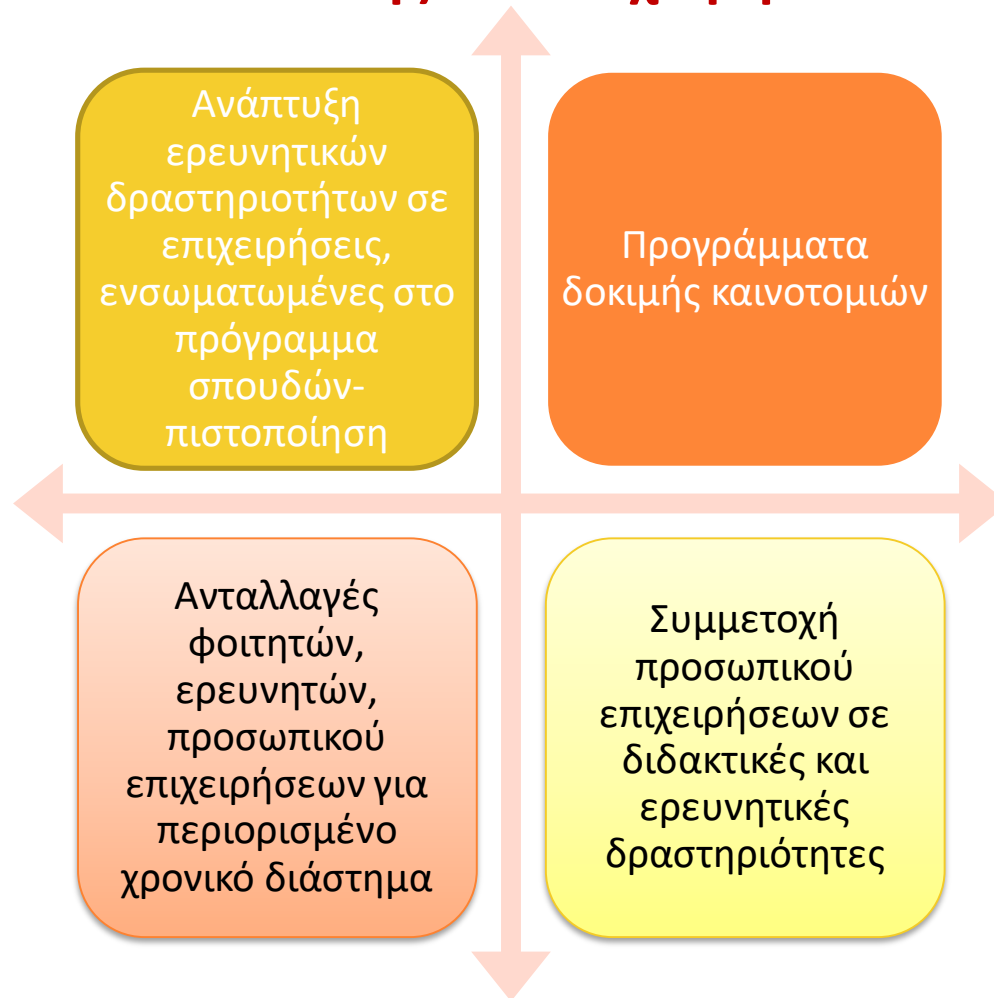 Ανάπτυξη
ερευνητικών
δραστηριοτήτων σε
επιχειρήσεις,
ενσωματωμένες στο
πρόγραμμα
σπουδών-
πιστοποίηση
Προγράμματα
δοκιμής καινοτομιών
Ανταλλαγές
φοιτητών,
ερευνητών,
προσωπικού
επιχειρήσεων για
περιορισμένο
χρονικό διάστημα
Συμμετοχή
προσωπικού
επιχειρήσεων σε
διδακτικές και
ερευνητικές
δραστηριότητες